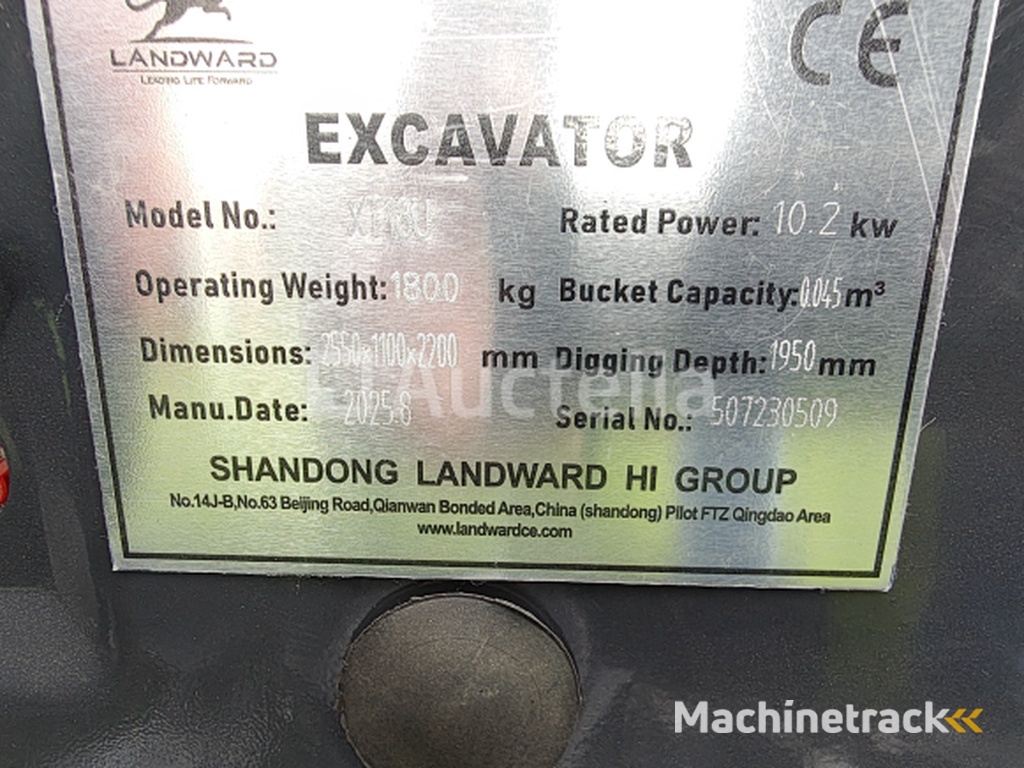 LANDWARD
LEADING LIFE FORWARD
CE
EXCAVATOR
Model No.:
Rated Power: 10.2 kw
Operating Weight: 1800 kg
Bucket Capacity: 0.045 m³
Dimensions: 2550x1100x2200 mm
Digging Depth: 1950 mm
Manu.Date: 2025.8
Serial No.: 507230509
SHANDONG LANDWARD HI GROUP
No.14J-B,No.63 Beijing Road,Qianwan Bonded Area,China (shandong) Pilot FTZ Qingdao Area
www.landwardce.com
Machinetrack